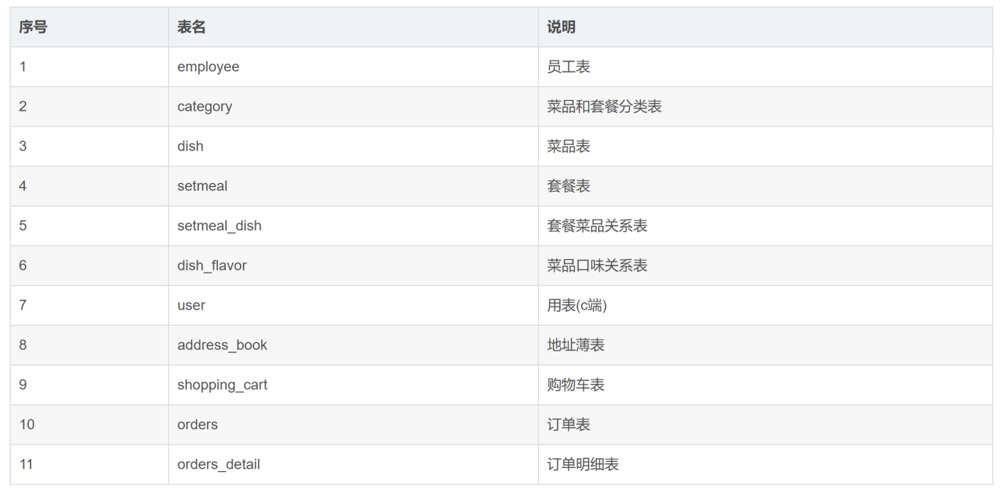 序号 表名 说明
1 employee 员工表
2 category 菜品和套餐分类表
3 dish 菜品表
4 setmeal 套餐表
5 setmeal_dish 套餐菜品关系表
6 dish_flavor 菜品口味关系表
7 user 用表(c端)
8 address_book 地址薄表
9 shopping_cart 购物车表
10 orders 订单表
11 orders_detail 订单明细表